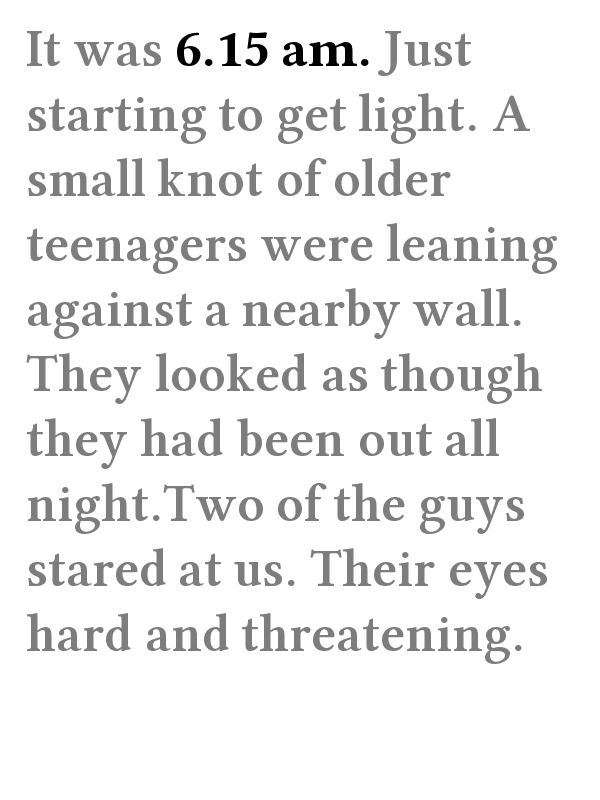 It was 6.15 am. Just
starting to get light. A
small knot of older
teenagers were leaning
against a nearby wall.
They looked as though
they had been out all
night.Two of the guys
stared at us. Their eyes
hard and threatening.